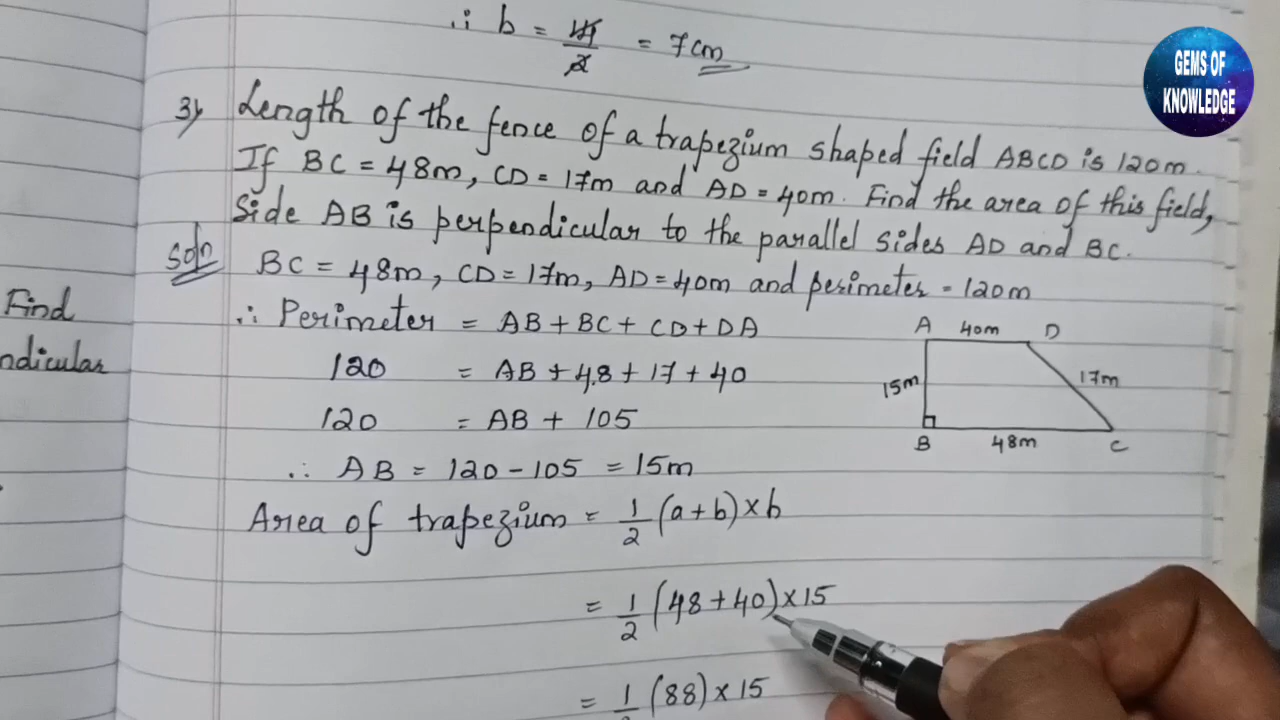 ∴ b = 14/2 = 7cm
GEMS OF
KNOWLEDGE
3) Length of the fence of a trapezium shaped field ABCD is 120m.
If BC = 48m, CD = 17m and AD = 40m. Find the area of this field,
Side AB is perpendicular to the parallel sides AD and BC.
Soln
BC = 48m, CD = 17m, AD = 40m and perimeter = 120m
Find
ndicular
∴ Perimeter = AB + BC + CD + DA
120 = AB + 48 + 17 + 40
120 = AB + 105
∴ AB = 120 - 105 = 15m
A 40m D
15m 17m
B 48m C
Area of trapezium = 1/2 (a + b) × h
= 1/2 (48 + 40) × 15
= 1/2 (88) × 15